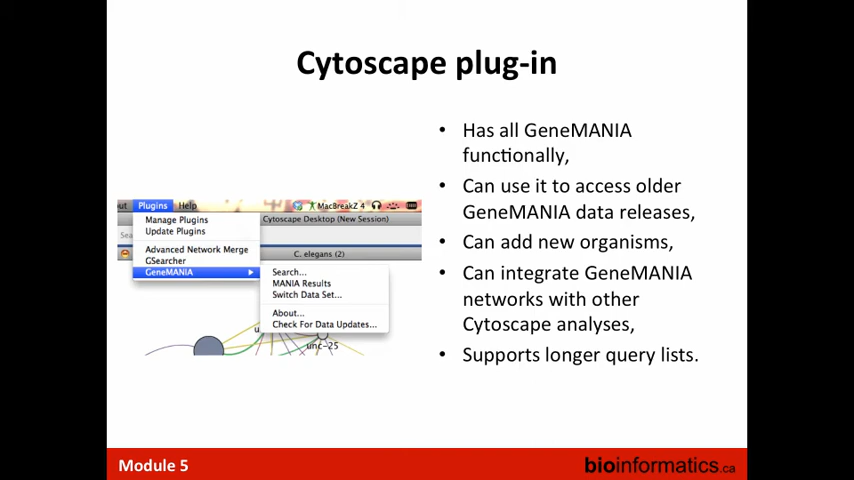 Cytoscape plug-in
Has all GeneMANIA
functionally,
Can use it to access older
GeneMANIA data releases,
Can add new organisms,
Can integrate GeneMANIA
networks with other
Cytoscape analyses,
Supports longer query lists.
Plugins Help MacBreakZ 4
Manage Plugins
Update Plugins
Cytoscape Desktop (New Session)
Advanced Network Merge
GSearcher
GeneMANIA
C. elegans (2)
Search...
MANIA Results
Switch Data Set...
About...
Check For Data Updates...
unc-25
Module 5
bioinformatics.ca